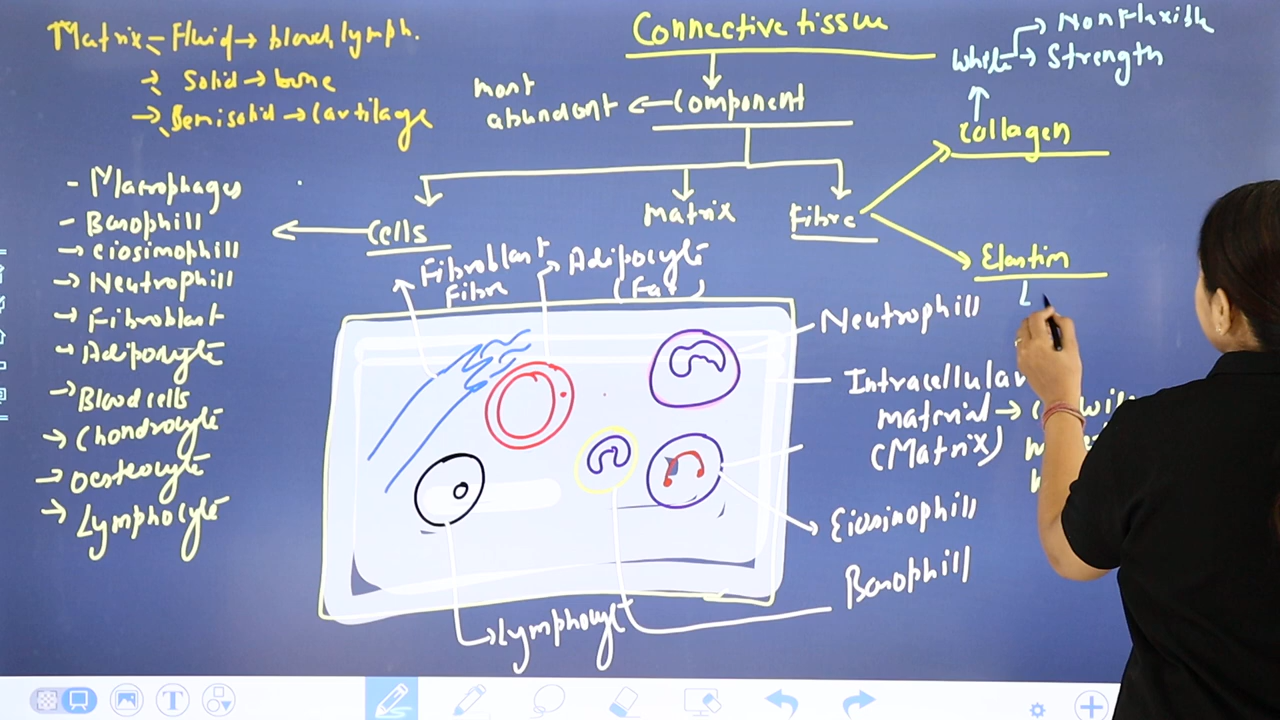 Connective tissue
Matrix - Fluid → blood, lymph.
→ Solid → bone
→ Semisolid → Cartilage
most
abundant ← Component
White → Nonflexible
→ Strength
Collagen
- Macrophages
- Basophill
→ Eiosinophill
→ Neutrophill
→ Fibroblast
→ Adipocyte
→ Blood cells
→ Chondrocyte
→ Oesteocyte
→ Lymphocyte
Cells
Matrix
Fibre
Elastin
Fibroblast
Fibre
Adipocyte
(Fat)
Neutrophill
Intracellular
material →
(Matrix)
Eiosinophill
Basophill
Lymphocyt
T